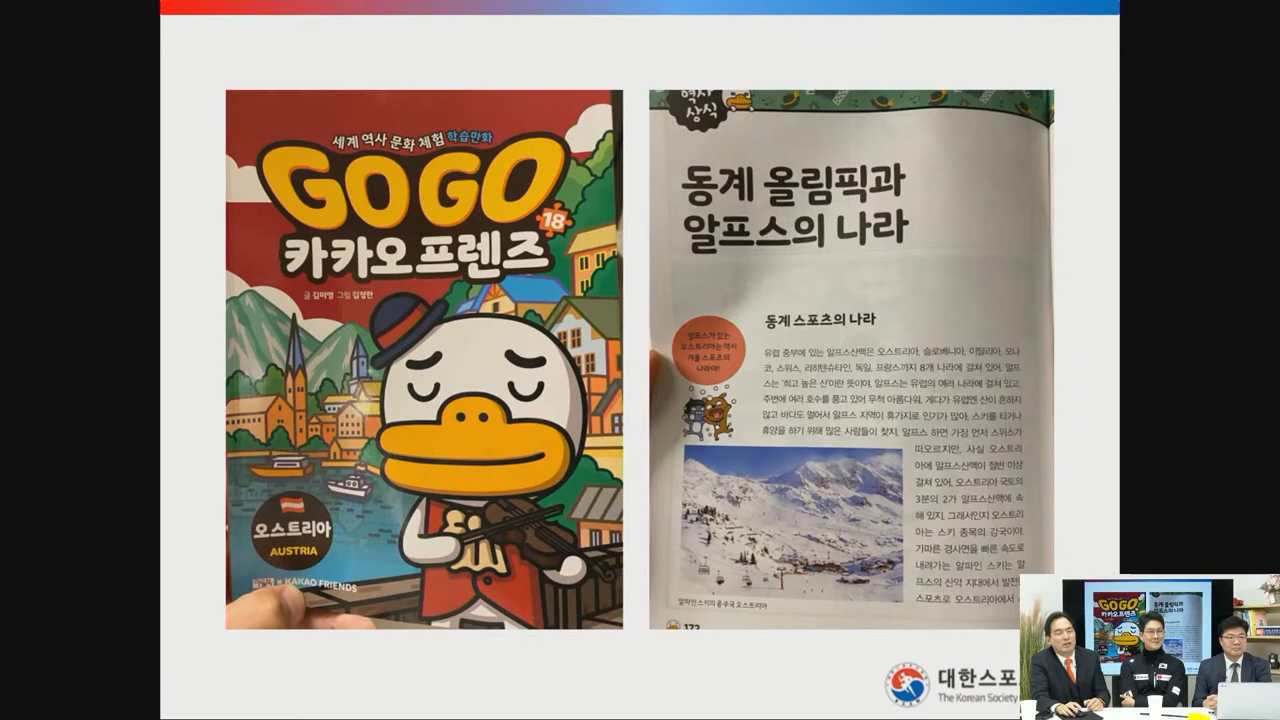 세계 역사 문화 체험 학습만화
GO GO
18
카카오프렌즈
글 김미영 그림 김정한
오스트리아
AUSTRIA
× KAKAO FRIENDS
역사
상식
동계 올림픽과
알프스의 나라
동계 스포츠의 나라
알프스가 있는
오스트리아는 역시
겨울 스포츠의
나라야!
유럽 중부에 있는 알프스산맥은 오스트리아, 슬로베니아, 이탈리아, 모나
코, 스위스, 리히텐슈타인, 독일, 프랑스까지 8개 나라에 걸쳐 있어. 알프
스는 '희고 높은 산'이란 뜻이야. 알프스는 유럽의 여러 나라에 걸쳐 있고,
주변에 여러 호수를 품고 있어 무척 아름다워. 게다가 유럽엔 산이 흔하지
않고 바다도 멀어서 알프스 지역이 휴가지로 인기가 많아. 스키를 타거나
휴양을 하기 위해 많은 사람들이 찾지. 알프스 하면 가장 먼저 스위스가
떠오르지만, 사실 오스트리
아에 알프스산맥이 절반 이상
걸쳐 있어. 오스트리아 국토의
3분의 2가 알프스산맥에 속
해 있지. 그래서인지 오스트리
아는 스키 종목의 강국이야.
가파른 경사면을 빠른 속도로
내려가는 알파인 스키는 알
프스의 산악 지대에서 발전
스포츠로 오스트리아에서
알파인 스키의 종주국 오스트리아
172
대한스포
The Korean Society